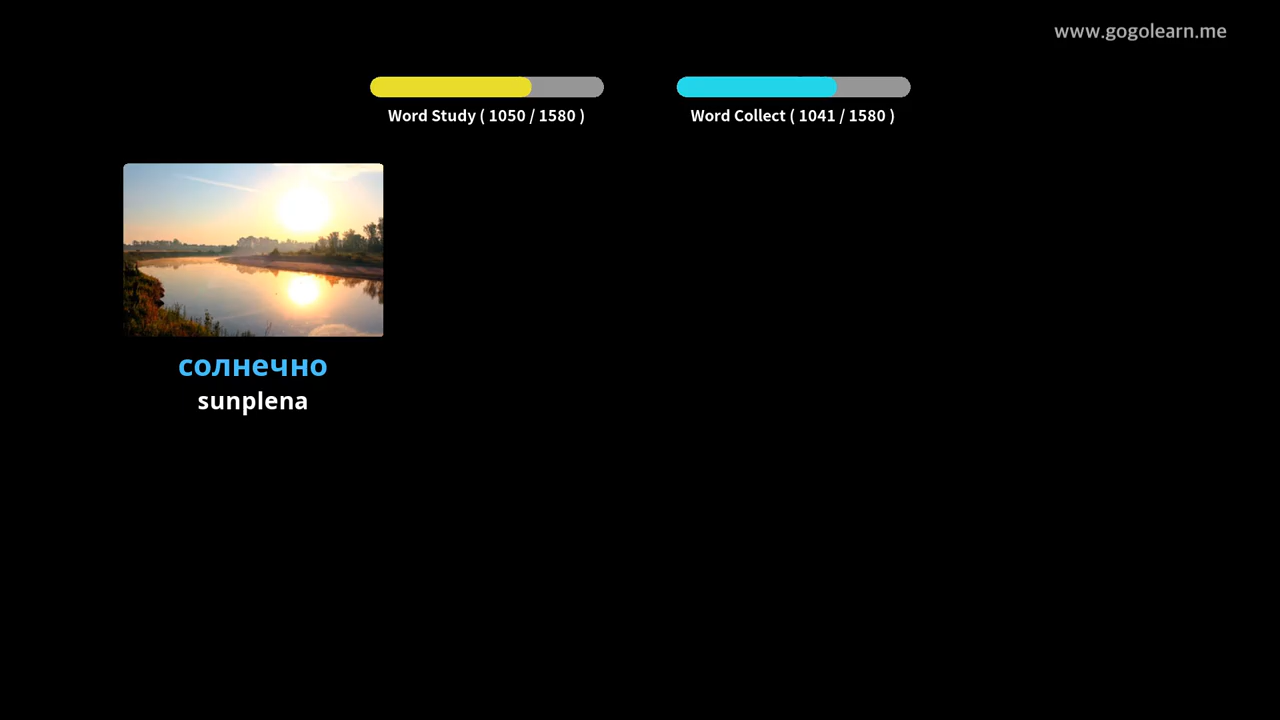 www.gogolearn.me
Word Study ( 1050 / 1580 )
Word Collect ( 1041 / 1580 )
солнечно
sunplena